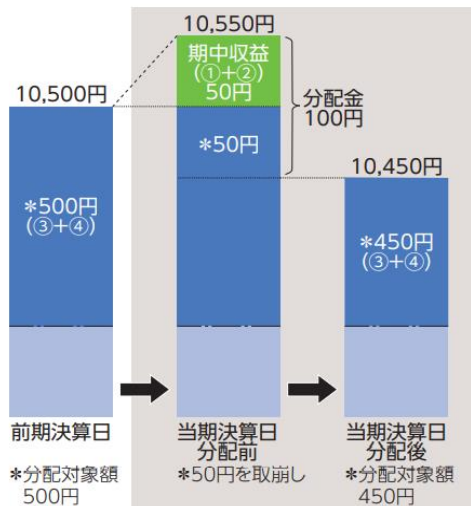 10,550円
期中収益
(①+②)
50円
10,500円
分配金
100円
*50円
10,450円
*500円
(③+④)
*450円
(③+④)
前期決算日
当期決算日
分配前
当期決算日
分配後
*分配対象額
500円
*50円を取崩し
*分配対象額
450円